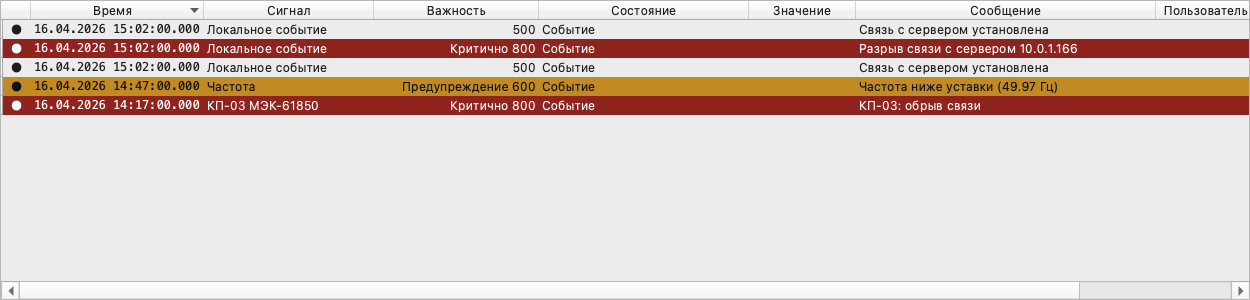 Время Сигнал Важность Состояние Значение Сообщение Пользователь
16.04.2026 15:02:00.000 Локальное событие 500 Событие Связь с сервером установлена
16.04.2026 15:02:00.000 Локальное событие Критично 800 Событие Разрыв связи с сервером 10.0.1.166
16.04.2026 15:02:00.000 Локальное событие 500 Событие Связь с сервером установлена
16.04.2026 14:47:00.000 Частота Предупреждение 600 Событие Частота ниже уставки (49.97 Гц)
16.04.2026 14:17:00.000 КП-03 МЭК-61850 Критично 800 Событие КП-03: обрыв связи